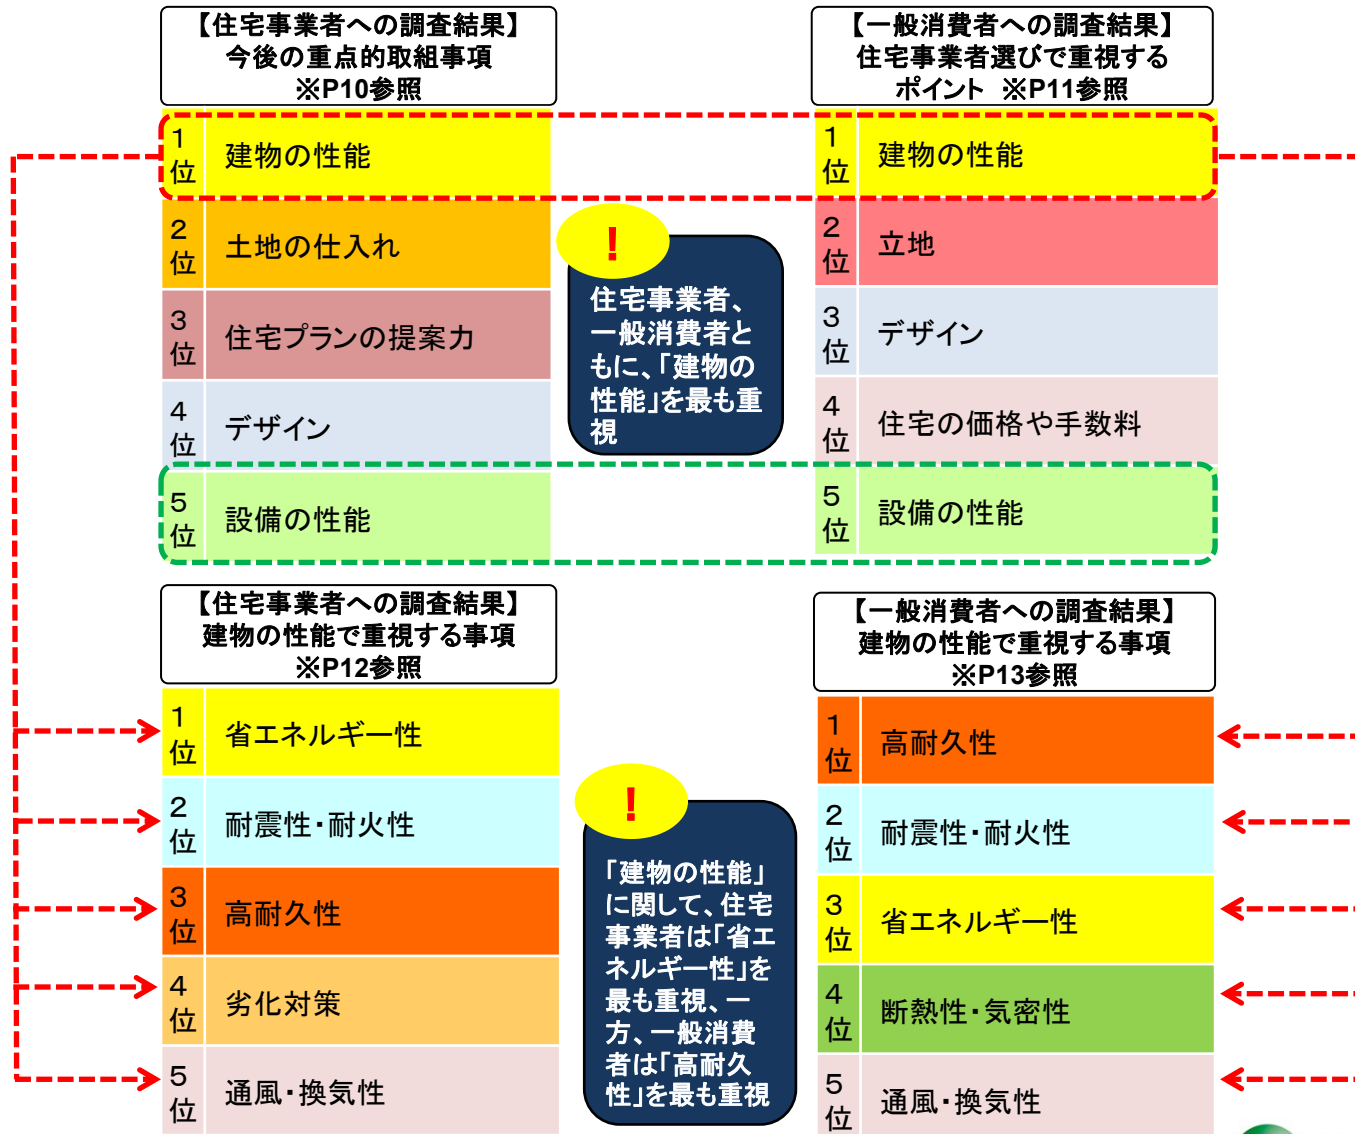 【住宅事業者への調査結果】
今後の重点的取組事項
※P10参照
1位 建物の性能
2位 土地の仕入れ
3位 住宅プランの提案力
4位 デザイン
5位 設備の性能
【一般消費者への調査結果】
住宅事業者選びで重視する
ポイント ※P11参照
1位 建物の性能
2位 立地
3位 デザイン
4位 住宅の価格や手数料
5位 設備の性能
!
住宅事業者、
一般消費者と
もに、「建物の
性能」を最も重
視
【住宅事業者への調査結果】
建物の性能で重視する事項
※P12参照
1位 省エネルギー性
2位 耐震性・耐火性
3位 高耐久性
4位 劣化対策
5位 通風・換気性
【一般消費者への調査結果】
建物の性能で重視する事項
※P13参照
1位 高耐久性
2位 耐震性・耐火性
3位 省エネルギー性
4位 断熱性・気密性
5位 通風・換気性
!
「建物の性能」
に関して、住宅
事業者は「省エ
ネルギー性」を
最も重視、一
方、一般消費
者は「高耐久
性」を最も重視